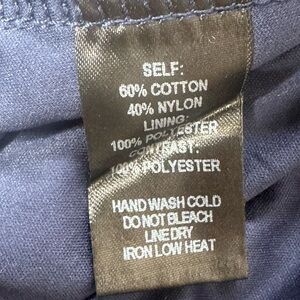 SELF:
60% COTTON
40% NYLON
LINING:
100% POLYESTER
CONTRAST:
100% POLYESTER
HAND WASH COLD
DO NOT BLEACH
LINE DRY
IRON LOW HEAT